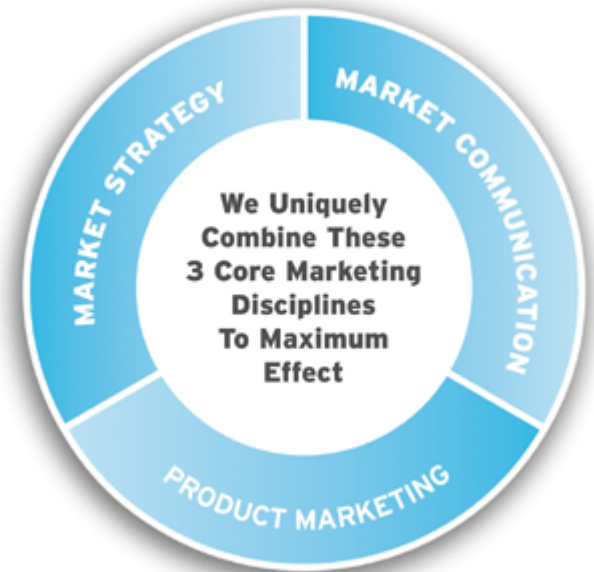 MARKET STRATEGY
MARKET COMMUNICATION
We Uniquely
Combine These
3 Core Marketing
Disciplines
To Maximum
Effect
PRODUCT MARKETING